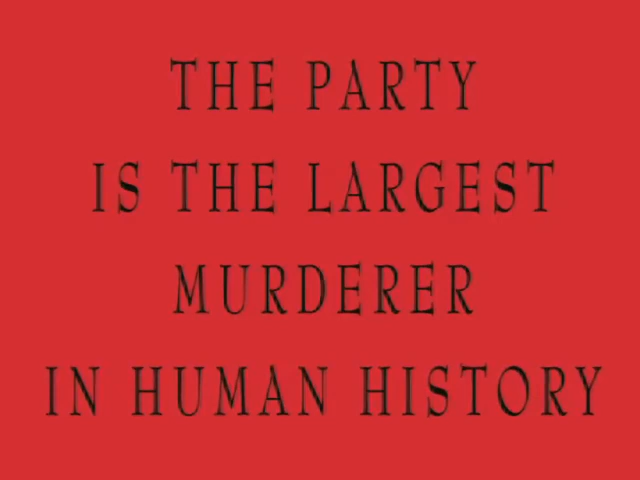 THE PARTY
IS THE LARGEST
MURDERER
IN HUMAN HISTORY